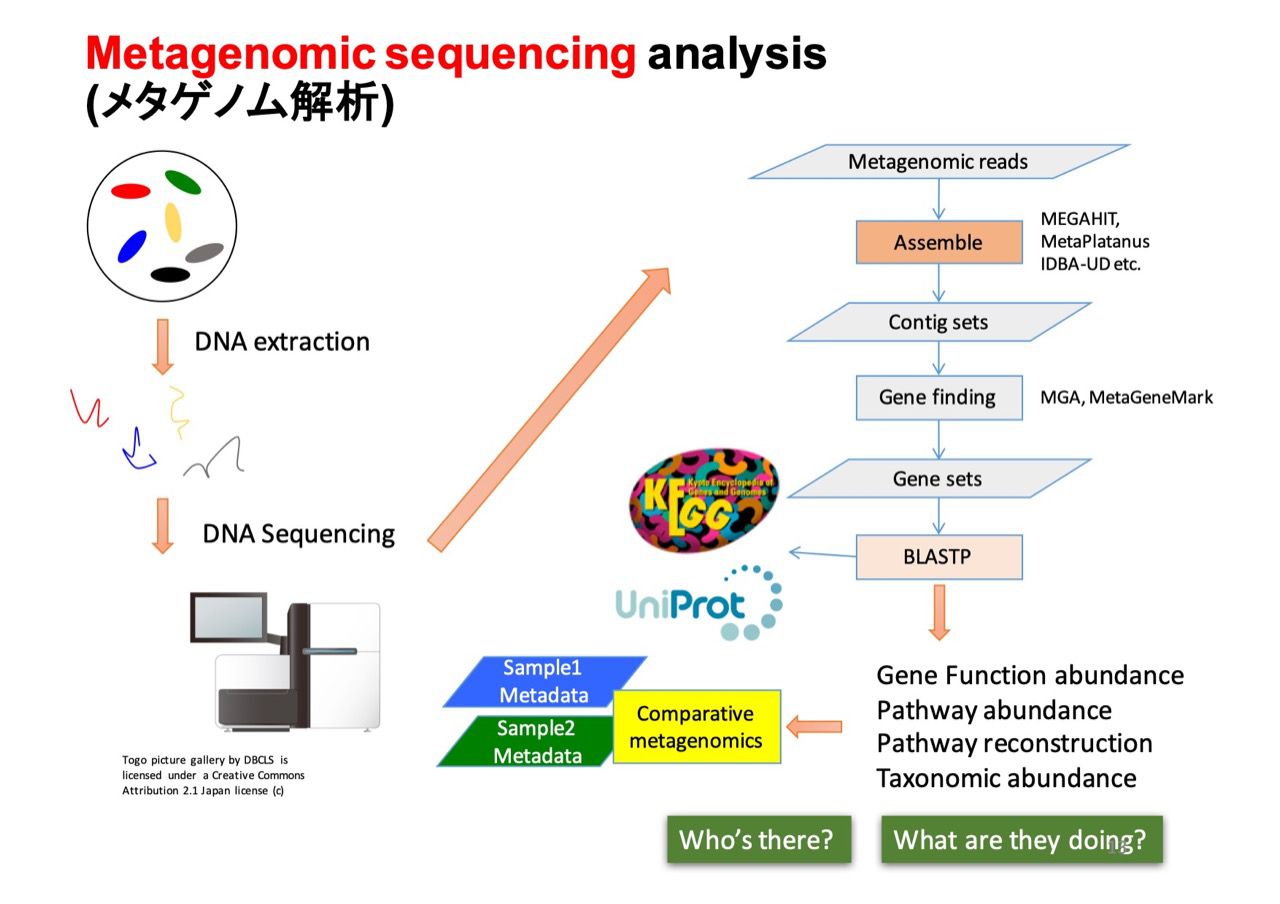 Metagenomic sequencing analysis
(メタゲノム解析)
DNA extraction
DNA Sequencing
Togo picture gallery by DBCLS is
licensed under a Creative Commons
Attribution 2.1 Japan license (c)
Metagenomic reads
Assemble
MEGAHIT,
MetaPlatanus
IDBA-UD etc.
Contig sets
Gene finding
MGA, MetaGeneMark
Gene sets
BLASTP
KEGG
Kyoto Encyclopedia of
Genes and Genomes
UniProt
Gene Function abundance
Pathway abundance
Pathway reconstruction
Taxonomic abundance
Sample1
Metadata
Sample2
Metadata
Comparative
metagenomics
Who's there?
What are they doing?